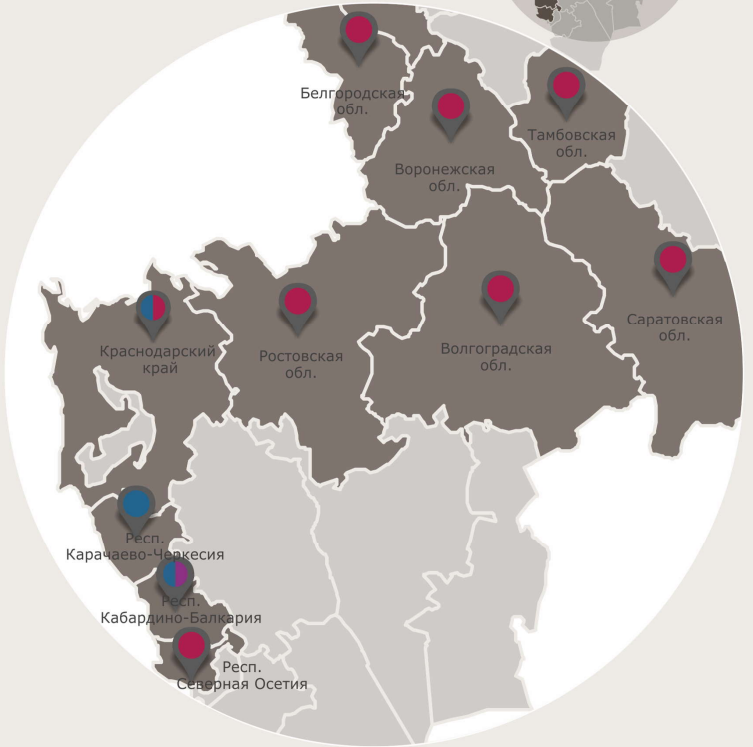 Белгородская
обл.
Тамбовская
обл.
Воронежская
обл.
Саратовская
обл.
Краснодарский
край
Ростовская
обл.
Волгоградская
обл.
Респ.
Карачаево-Черкесия
Респ.
Кабардино-Балкария
Респ.
Северная Осетия